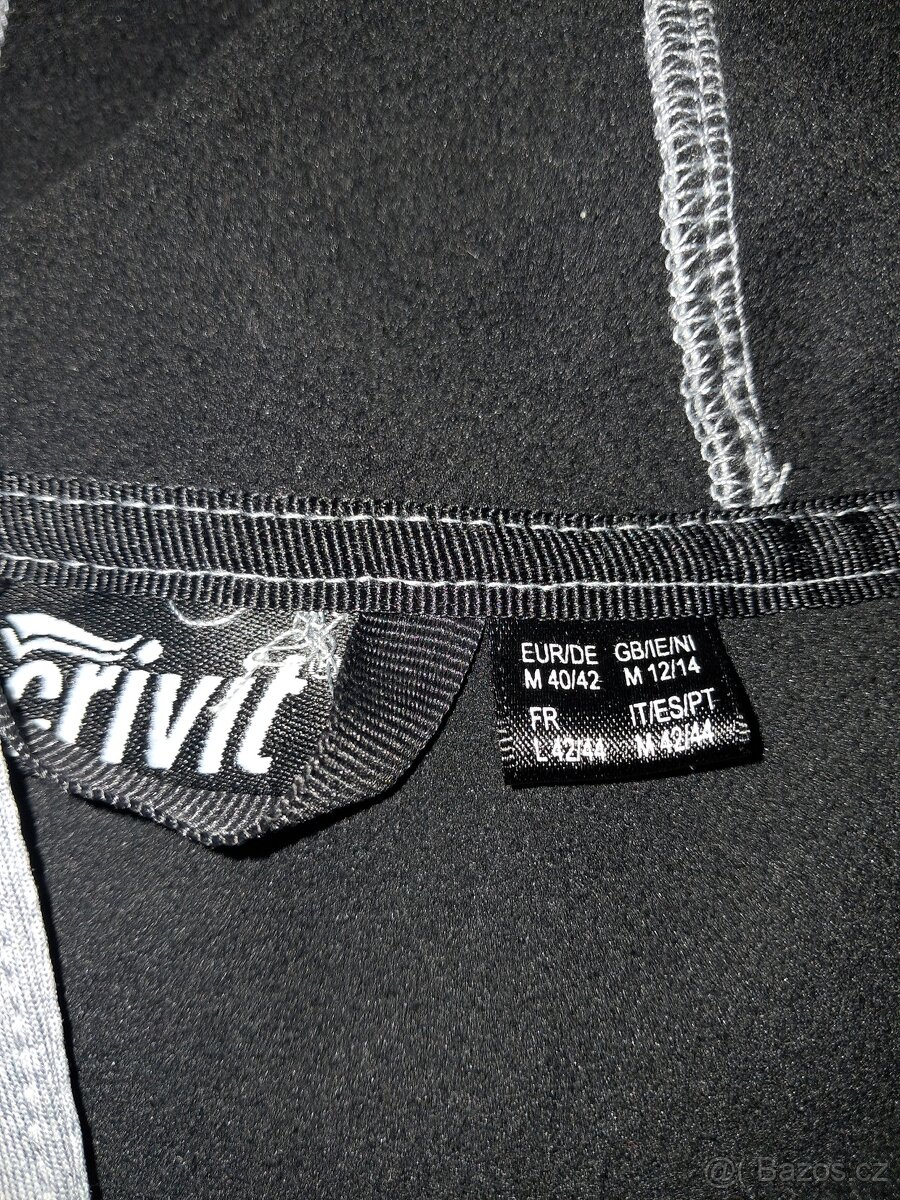 crivit
EUR/DE GB/IE/NI
M 40/42 M 12/14
FR IT/ES/PT
L 42/44 M 42/44
@( Bazos.cz